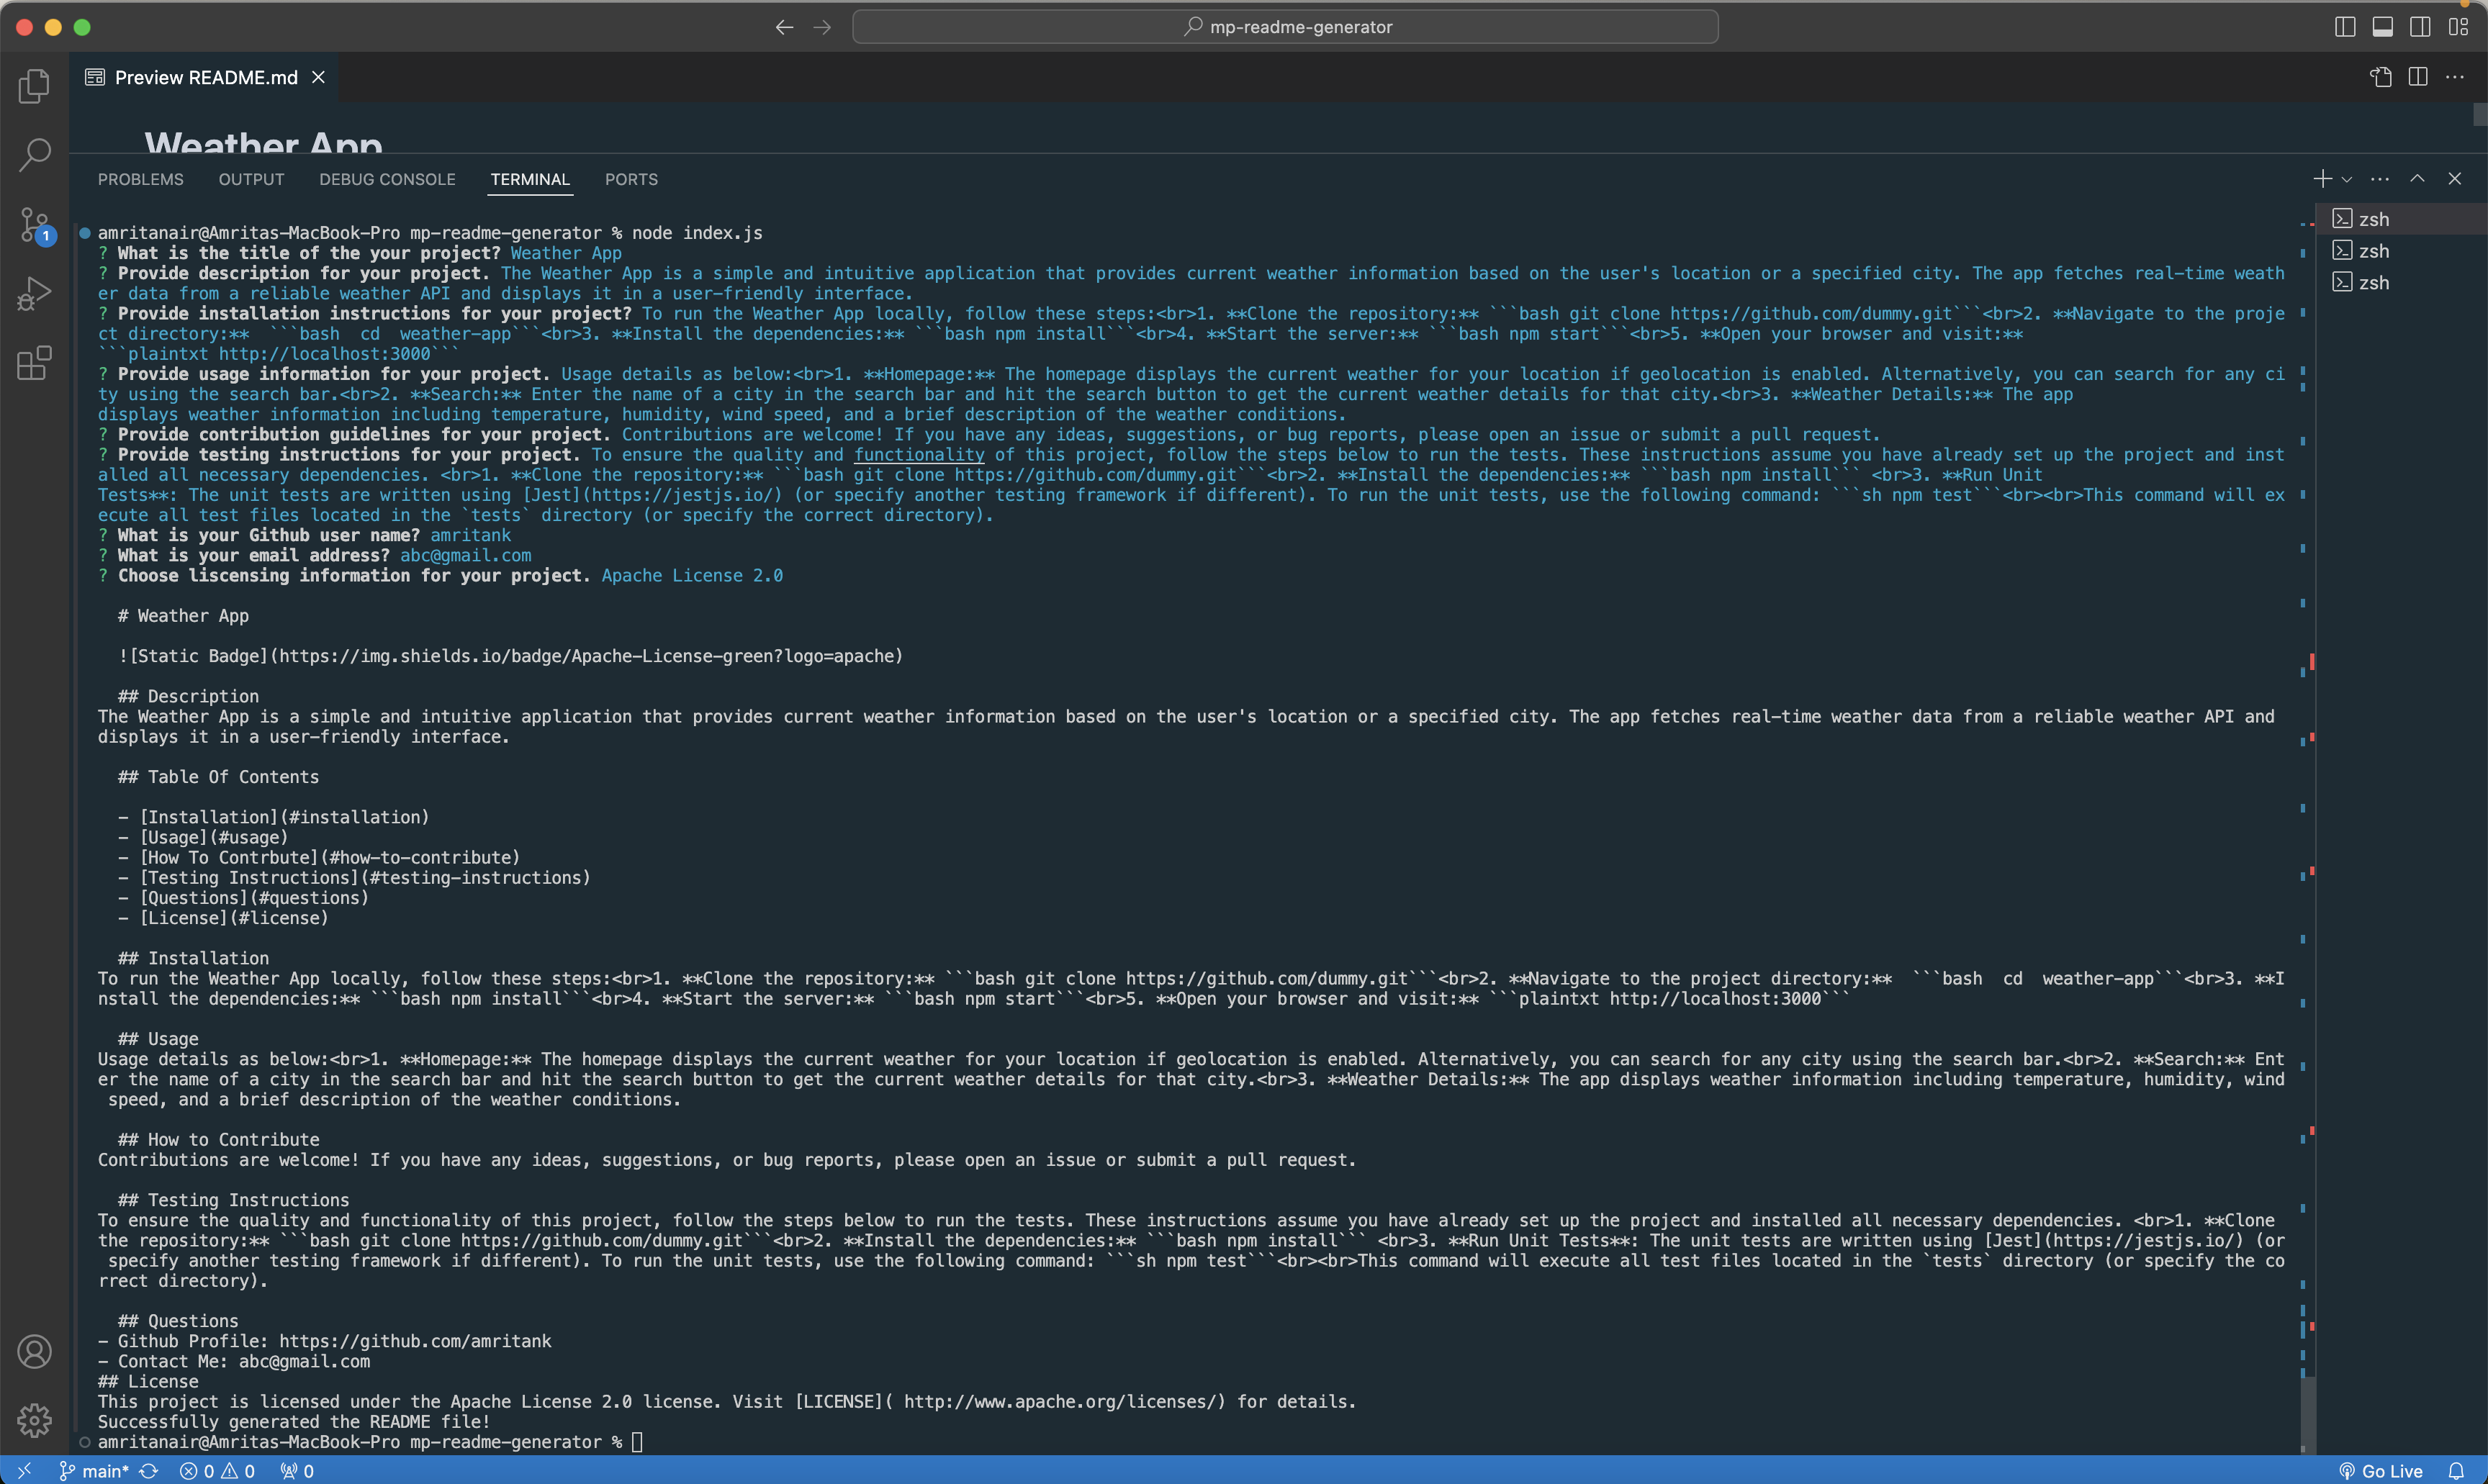 mp-readme-generator
Preview README.md
Weather App
PROBLEMS OUTPUT DEBUG CONSOLE TERMINAL PORTS
zsh
zsh
zsh
1
amritanair@Amritas-MacBook-Pro mp-readme-generator % node index.js
? What is the title of the your project? Weather App
? Provide description for your project. The Weather App is a simple and intuitive application that provides current weather information based on the user's location or a specified city. The app fetches real-time weath
er data from a reliable weather API and displays it in a user-friendly interface.
? Provide installation instructions for your project? To run the Weather App locally, follow these steps:<br>1. **Clone the repository:** ```bash git clone https://github.com/dummy.git```<br>2. **Navigate to the proje
ct directory:**  ```bash  cd  weather-app```<br>3. **Install the dependencies:** ```bash npm install```<br>4. **Start the server:** ```bash npm start```<br>5. **Open your browser and visit:**
```plaintxt http://localhost:3000```
? Provide usage information for your project. Usage details as below:<br>1. **Homepage:** The homepage displays the current weather for your location if geolocation is enabled. Alternatively, you can search for any ci
ty using the search bar.<br>2. **Search:** Enter the name of a city in the search bar and hit the search button to get the current weather details for that city.<br>3. **Weather Details:** The app
displays weather information including temperature, humidity, wind speed, and a brief description of the weather conditions.
? Provide contribution guidelines for your project. Contributions are welcome! If you have any ideas, suggestions, or bug reports, please open an issue or submit a pull request.
? Provide testing instructions for your project. To ensure the quality and functionality of this project, follow the steps below to run the tests. These instructions assume you have already set up the project and inst
alled all necessary dependencies. <br>1. **Clone the repository:** ```bash git clone https://github.com/dummy.git```<br>2. **Install the dependencies:** ```bash npm install``` <br>3. **Run Unit
Tests**: The unit tests are written using [Jest](https://jestjs.io/) (or specify another testing framework if different). To run the unit tests, use the following command: ```sh npm test```<br><br>This command will ex
ecute all test files located in the `tests` directory (or specify the correct directory).
? What is your Github user name? amritank
? What is your email address? abc@gmail.com
? Choose liscensing information for your project. Apache License 2.0
# Weather App
![Static Badge](https://img.shields.io/badge/Apache-License-green?logo=apache)
## Description
The Weather App is a simple and intuitive application that provides current weather information based on the user's location or a specified city. The app fetches real-time weather data from a reliable weather API and
displays it in a user-friendly interface.
## Table Of Contents
- [Installation](#installation)
- [Usage](#usage)
- [How To Contrbute](#how-to-contribute)
- [Testing Instructions](#testing-instructions)
- [Questions](#questions)
- [License](#license)
## Installation
To run the Weather App locally, follow these steps:<br>1. **Clone the repository:** ```bash git clone https://github.com/dummy.git```<br>2. **Navigate to the project directory:**  ```bash  cd  weather-app```<br>3. **I
nstall the dependencies:** ```bash npm install```<br>4. **Start the server:** ```bash npm start```<br>5. **Open your browser and visit:** ```plaintxt http://localhost:3000```
## Usage
Usage details as below:<br>1. **Homepage:** The homepage displays the current weather for your location if geolocation is enabled. Alternatively, you can search for any city using the search bar.<br>2. **Search:** Ent
er the name of a city in the search bar and hit the search button to get the current weather details for that city.<br>3. **Weather Details:** The app displays weather information including temperature, humidity, wind
speed, and a brief description of the weather conditions.
## How to Contribute
Contributions are welcome! If you have any ideas, suggestions, or bug reports, please open an issue or submit a pull request.
## Testing Instructions
To ensure the quality and functionality of this project, follow the steps below to run the tests. These instructions assume you have already set up the project and installed all necessary dependencies. <br>1. **Clone
the repository:** ```bash git clone https://github.com/dummy.git```<br>2. **Install the dependencies:** ```bash npm install``` <br>3. **Run Unit Tests**: The unit tests are written using [Jest](https://jestjs.io/) (or
specify another testing framework if different). To run the unit tests, use the following command: ```sh npm test```<br><br>This command will execute all test files located in the `tests` directory (or specify the co
rrect directory).
## Questions
- Github Profile: https://github.com/amritank
- Contact Me: abc@gmail.com
## License
This project is licensed under the Apache License 2.0 license. Visit [LICENSE]( http://www.apache.org/licenses/) for details.
Successfully generated the README file!
amritanair@Amritas-MacBook-Pro mp-readme-generator %
main* 0 0 0 Go Live